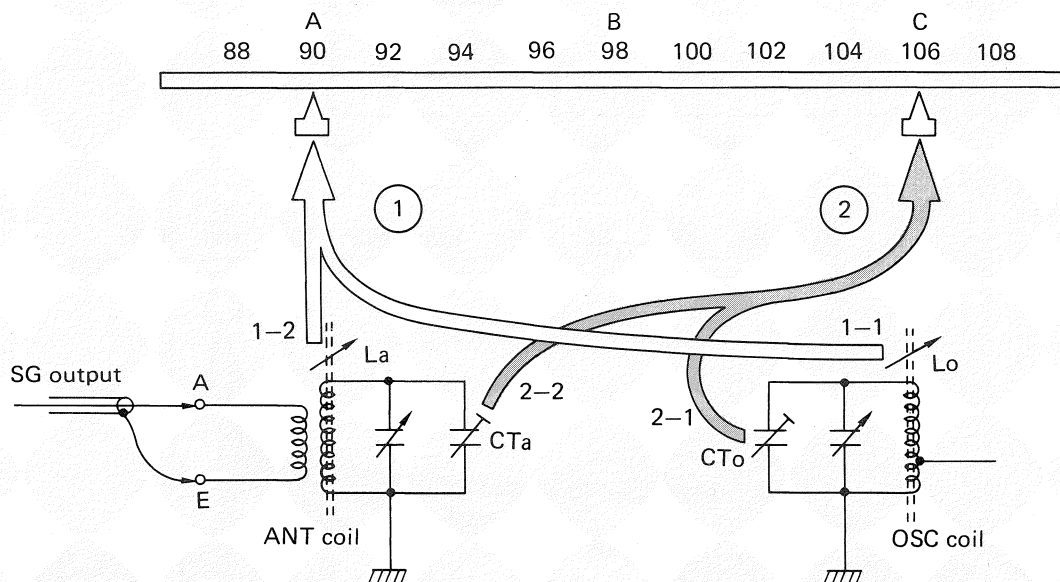 A B C
88 90 92 94 96 98 100 102 104 106 108
1 2
1–2 La
1–1 Lo
SG output
A
2–2
2–1
CTa
CTo
E
ANT coil
OSC coil